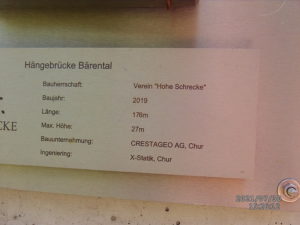 Hängebrücke Bärental
Bauherrschaft: Verein "Hohe Schrecke"
Baujahr: 2019
Länge: 176m
Max. Höhe: 27m
Bauunternehmung: CRESTAGEO AG, Chur
Ingeniering: X-Statik, Chur
CKE